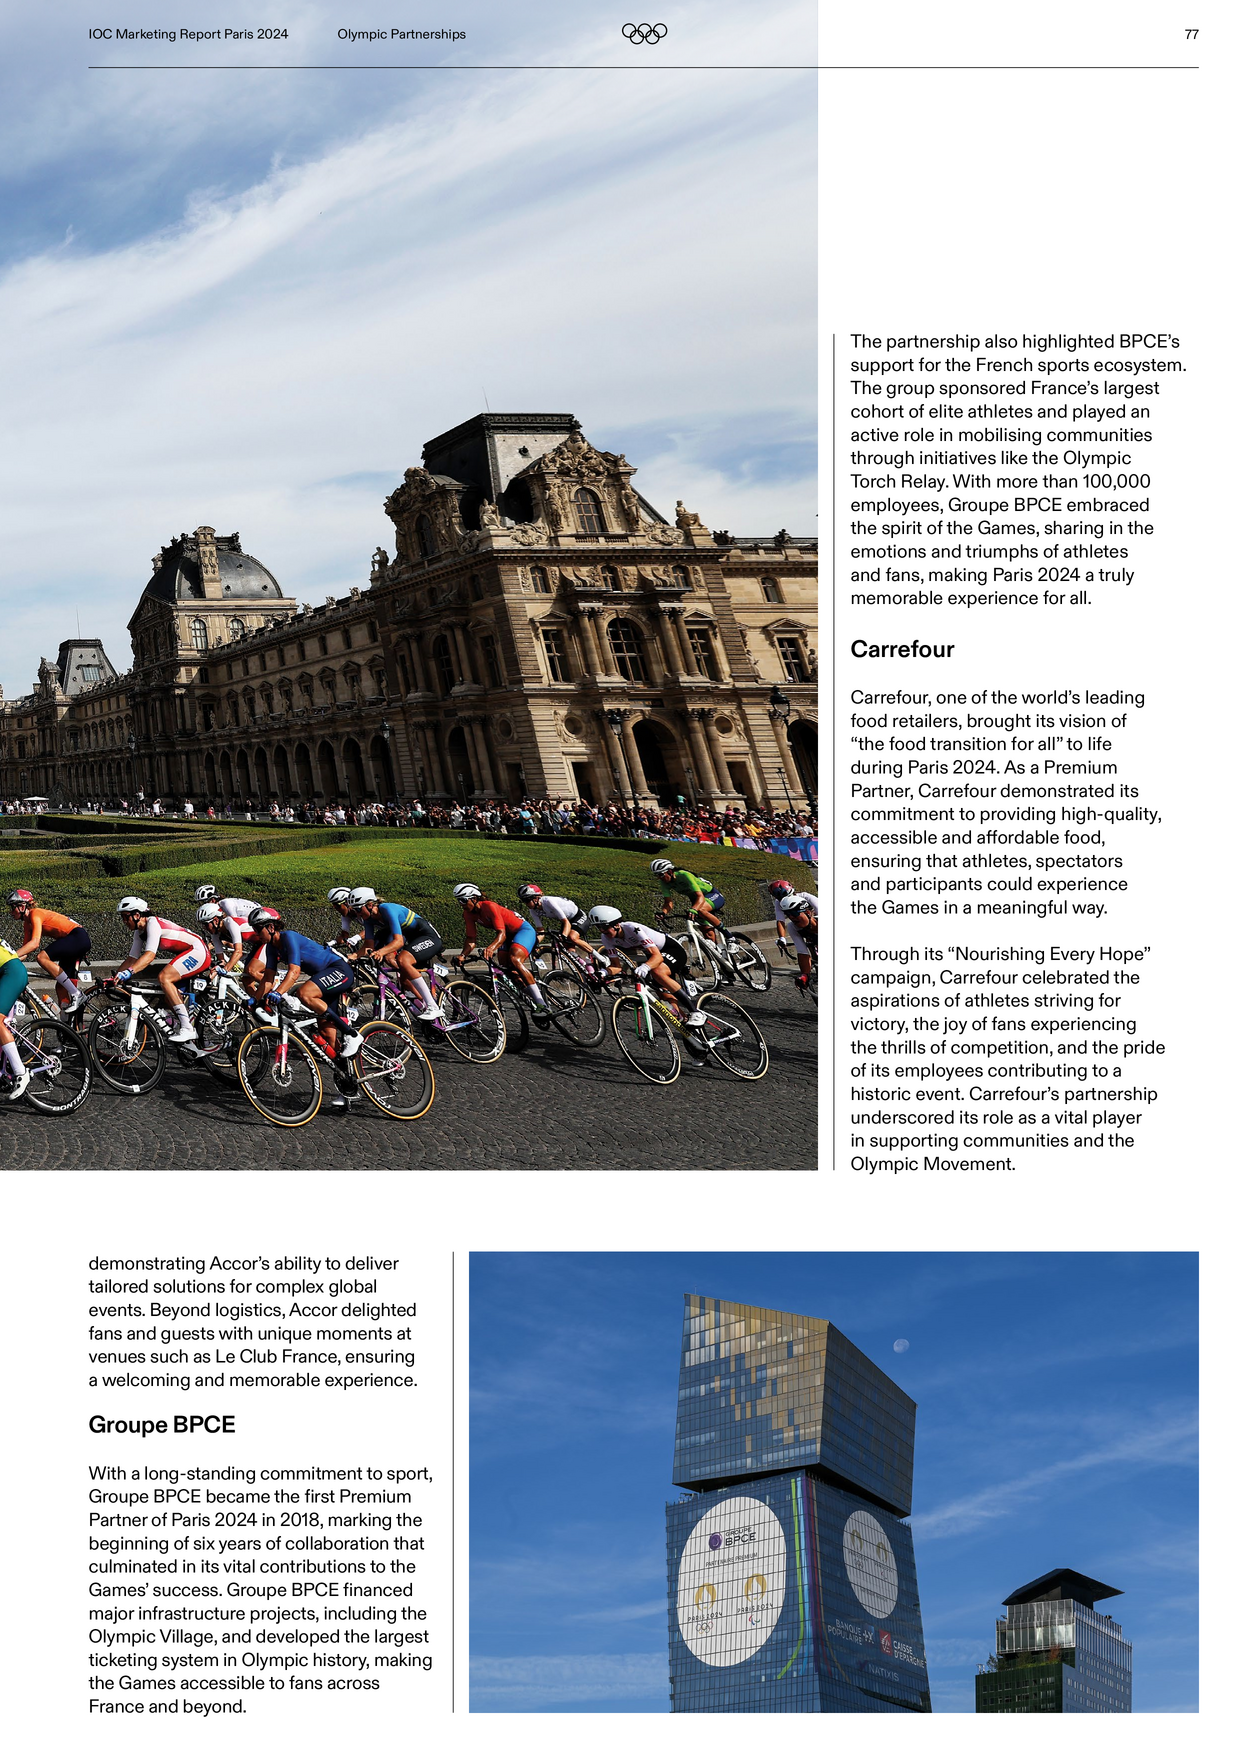 IOC Marketing Report Paris 2024
Olympic Partnerships
77
demonstrating Accor's ability to deliver
tailored solutions for complex global
events. Beyond logistics, Accor delighted
fans and guests with unique moments at
venues such as Le Club France, ensuring
a welcoming and memorable experience.
Groupe BPCE
With a long-standing commitment to sport,
Groupe BPCE became the first Premium
Partner of Paris 2024 in 2018, marking the
beginning of six years of collaboration that
culminated in its vital contributions to the
Games' success. Groupe BPCE financed
major infrastructure projects, including the
Olympic Village, and developed the largest
ticketing system in Olympic history, making
the Games accessible to fans across
France and beyond.
The partnership also highlighted BPCE's
support for the French sports ecosystem.
The group sponsored France's largest
cohort of elite athletes and played an
active role in mobilising communities
through initiatives like the Olympic
Torch Relay. With more than 100,000
employees, Groupe BPCE embraced
the spirit of the Games, sharing in the
emotions and triumphs of athletes
and fans, making Paris 2024 a truly
memorable experience for all.
Carrefour
Carrefour, one of the world's leading
food retailers, brought its vision of
“the food transition for all” to life
during Paris 2024. As a Premium
Partner, Carrefour demonstrated its
commitment to providing high-quality,
accessible and affordable food,
ensuring that athletes, spectators
and participants could experience
the Games in a meaningful way.
Through its “Nourishing Every Hope”
campaign, Carrefour celebrated the
aspirations of athletes striving for
victory, the joy of fans experiencing
the thrills of competition, and the pride
of its employees contributing to a
historic event. Carrefour's partnership
underscored its role as a vital player
in supporting communities and the
Olympic Movement.
FRA
ITALIA
SWEDEN
19
BLACK
BONTRAGER
GROUPE
BPCE
PARTENAIRE PREMIUM
PARIS 2024
PARIS 2024
BANQUE
POPULAIRE
CAISSE
D'EPARGNE
NATIXIS